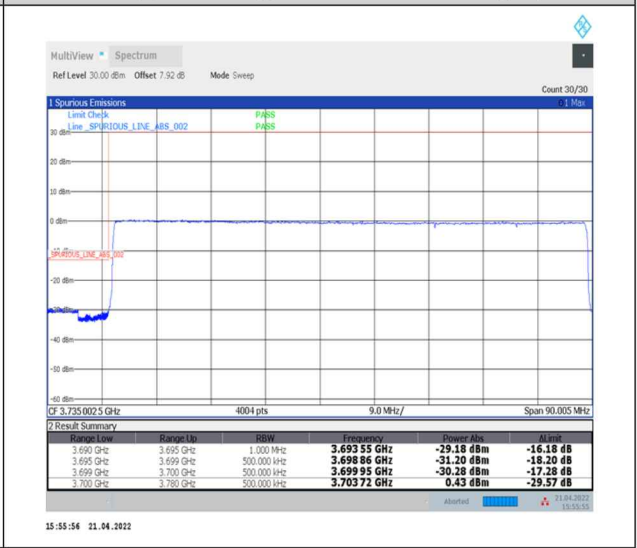 MultiView Spectrum
Ref Level 30.00 dBm Offset 7.92 dB Mode Sweep
Count 30/30
1 Spurious Emissions 1 Max
Limit Check PASS
Line _SPURIOUS_LINE_ABS_002 PASS
30 dBm
20 dBm
10 dBm
0 dBm
-10 dBm
_SPURIOUS_LINE_ABS_002
-20 dBm
-30 dBm
-40 dBm
-50 dBm
-60 dBm
CF 3.735 002 5 GHz 4004 pts 9.0 MHz/ Span 90.005 MHz
2 Result Summary
Range Low Range Up RBW Frequency Power Abs ΔLimit
3.690 GHz 3.695 GHz 1.000 MHz 3.693 55 GHz -29.18 dBm -16.18 dB
3.695 GHz 3.699 GHz 500.000 kHz 3.698 86 GHz -31.20 dBm -18.20 dB
3.699 GHz 3.700 GHz 500.000 kHz 3.699 95 GHz -30.28 dBm -17.28 dB
3.700 GHz 3.780 GHz 500.000 kHz 3.703 72 GHz 0.43 dBm -29.57 dB
Aborted 21.04.2022
15:55:55
15:55:56 21.04.2022